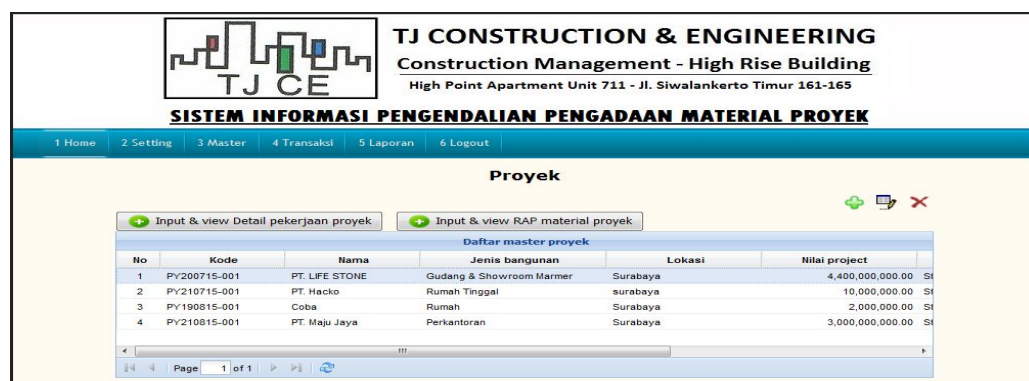 TJ CE
TJ CONSTRUCTION & ENGINEERING
Construction Management - High Rise Building
High Point Apartment Unit 711 - Jl. Siwalankerto Timur 161-165
SISTEM INFORMASI PENGENDALIAN PENGADAAN MATERIAL PROYEK
1 Home 2 Setting 3 Master 4 Transaksi 5 Laporan 6 Logout
Proyek
Input & view Detail pekerjaan proyek Input & view RAP material proyek
Daftar master proyek
No Kode Nama Jenis bangunan Lokasi Nilai project
1 PY200715-001 PT. LIFE STONE Gudang & Showroom Marmer Surabaya 4,400,000,000.00
2 PY210715-001 PT. Hacko Rumah Tinggal surabaya 10,000,000.00
3 PY190815-001 Coba Rumah Surabaya 2,000,000.00
4 PY210815-001 PT. Maju Jaya Perkantoran Surabaya 3,000,000,000.00
Page 1 of 1